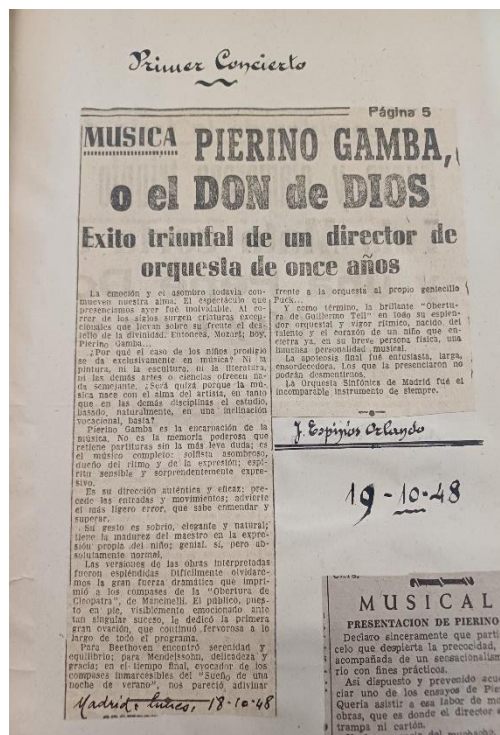 Primer Concierto
Página 5
MUSICA PIERINO GAMBA,
o el DON de DIOS
Exito triunfal de un director de
orquesta de once años
La emoción y el asombro todavía con-
mueven nuestra alma. El espectáculo que
presenciamos ayer fué inolvidable. Al co-
rrer de los siglos surgen criaturas excep-
cionales que llevan sobre su frente el des-
tello de la divinidad. Entonces, Mozart; hoy,
Pierino Gamba...
¿Por qué el caso de los niños prodigio
se da exclusivamente en música? Ni la
pintura, ni la escultura, ni la literatura,
ni las demás artes o ciencias ofrecen na-
da semejante. ¿Será quizá porque la mú-
sica nace con el alma del artista, en tanto
que en las demás disciplinas el estudio,
basado, naturalmente, en una inclinación
vocacional, basta?
Pierino Gamba es la encarnación de la
música. No es la memoria poderosa que
retiene partituras sin la más leve duda; es
el músico completo: solfista asombroso,
dueño del ritmo y de la expresión; espí-
ritu sensible y sorprendentemente expre-
sivo.
Es su dirección auténtica y eficaz; pre-
cede las entradas y movimientos; advierte
el más ligero error, que sabe enmendar y
superar.
Su gesto es sobrio, elegante y natural;
tiene la madurez del maestro en la expre-
sión propia del niño; genial, sí, pero ab-
solutamente normal.
Las versiones de las obras interpretadas
fueron espléndidas. Difícilmente olvidare-
mos la gran fuerza dramática que impri-
mió a los compases de la "Obertura de
Cleopatra", de Mancinelli. El público, pues-
to en pie, visiblemente emocionado ante
tan singular suceso, le dedicó la primera
gran ovación, que continuó fervorosa a lo
largo de todo el programa.
Para Beethoven encontró serenidad y
equilibrio; para Mendelssohn, delicadeza y
gracia; en el tiempo final, evocador de los
compases inmarcesibles del "Sueño de una
noche de verano", nos pareció adivinar
Madrid. Lunes, 18-10-48
frente a la orquesta al propio geniecillo
Puck...
Y como término, la brillante "Obertu-
ra de Guillermo Tell" en todo su esplen-
dor orquestal y vigor rítmico, nacido del
talento y el corazón de un niño que en-
cierra ya, en su breve persona física, una
inmensa personalidad musical.
La apoteosis final fué entusiasta, larga,
ensordecedora. Los que la presenciaron no
podrán desmentirnos.
La Orquesta Sinfónica de Madrid fué el
incomparable instrumento de siempre.
J. Espinós Orlando
19-10-48
MUSICAL
PRESENTACION DE PIERINO
Declaro sinceramente que parti
celo que despierta la precocidad,
acompañada de un sensacionalism
rio con fines prácticos.
Así dispuesto y prevenido acu
ciar uno de los ensayos de Pier
Quería asistir a esa labor de mo
obras, que es donde el director
trampa ni cartón.